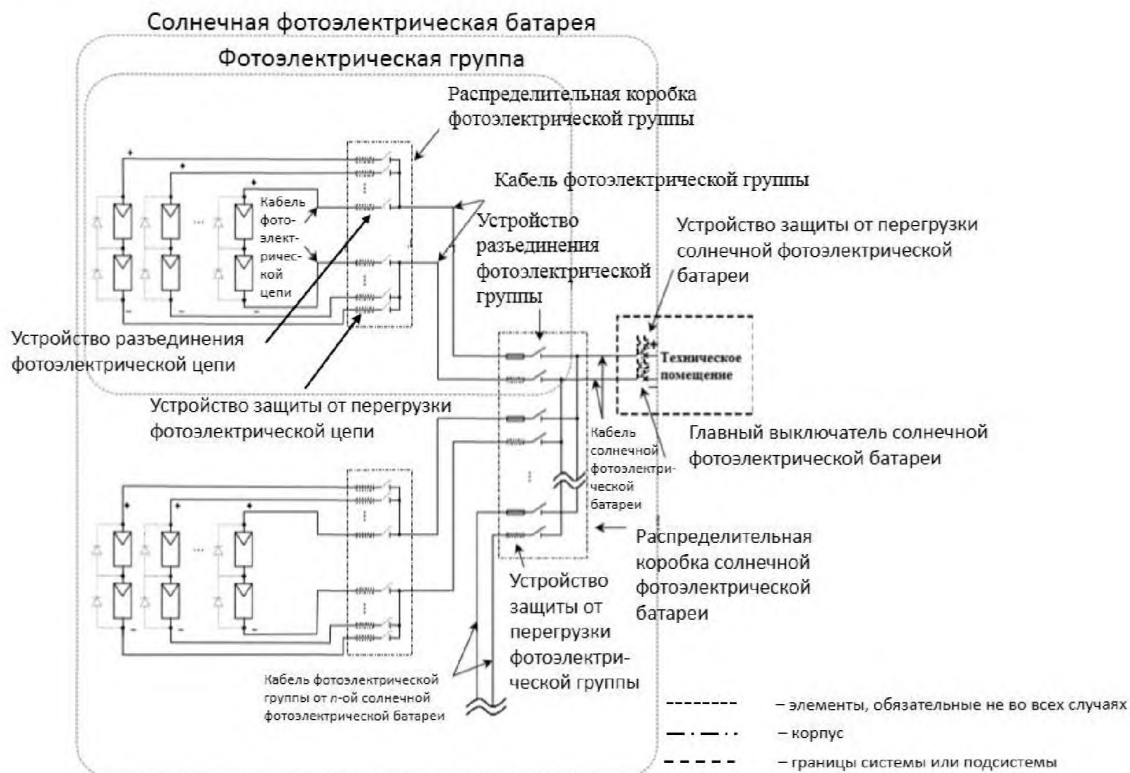 Солнечная фотоэлектрическая батарея
Фотоэлектрическая группа
Распределительная коробка
фотоэлектрической группы
Кабель фотоэлектрической группы
Кабель
фото-
элект-
ричес-
кой
цепи
Устройство
разъединения
фотоэлектрической
группы
Устройство защиты от перегрузки
солнечной фотоэлектрической
батареи
Устройство разъединения
фотоэлектрической цепи
Техническое
помещение
Устройство защиты от перегрузки
фотоэлектрической цепи
Кабель
солнечной
фотоэлектри-
ческой
батареи
Главный выключатель солнечной
фотоэлектрической батареи
Распределительная
коробка солнечной
фотоэлектрической
батареи
Устройство
защиты от
перегрузки
фотоэлектри-
ческой группы
Кабель фотоэлектрической
группы от n-ой солнечной
фотоэлектрической батареи
– элементы, обязательные не во всех случаях
– корпус
– границы системы или подсистемы